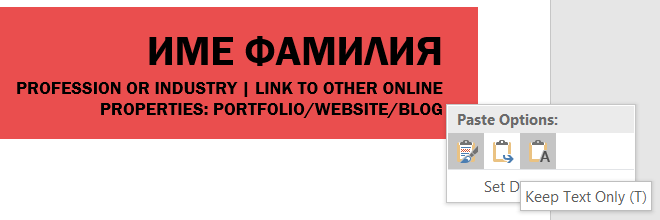 ИМЕ ФАМИЛИЯ
PROFESSION OR INDUSTRY | LINK TO OTHER ONLINE
PROPERTIES: PORTFOLIO/WEBSITE/BLOG
Paste Options:
A
Set D
Keep Text Only (T)